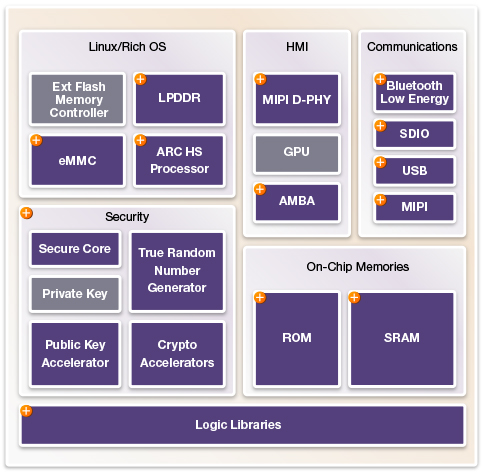 Linux/Rich OS
Ext Flash
Memory
Controller
LPDDR
eMMC
ARC HS
Processor
HMI
MIPI D-PHY
GPU
AMBA
Communications
Bluetooth
Low Energy
SDIO
USB
MIPI
Security
Secure Core
True Random
Number
Generator
Private Key
Public Key
Accelerator
Crypto
Accelerators
On-Chip Memories
ROM
SRAM
Logic Libraries